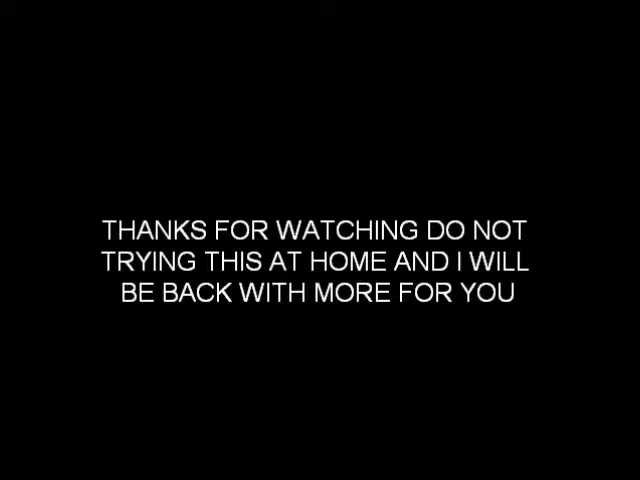 THANKS FOR WATCHING DO NOT
TRYING THIS AT HOME AND I WILL
BE BACK WITH MORE FOR YOU